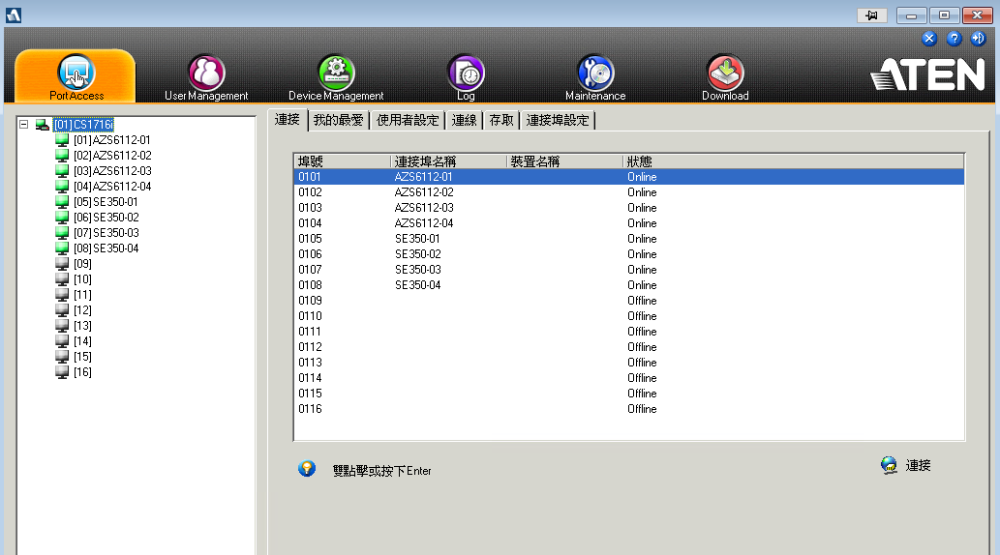 PortAccess
User Management
Device Management
Log
Maintenance
Download
ATEN
[01]CS1716i
[01]AZS6112-01
[02]AZS6112-02
[03]AZS6112-03
[04]AZS6112-04
[05]SE350-01
[06]SE350-02
[07]SE350-03
[08]SE350-04
[09]
[10]
[11]
[12]
[13]
[14]
[15]
[16]
連接 我的最愛 使用者設定 連線 存取 連接埠設定
埠號 連接埠名稱 裝置名稱 狀態
0101 AZS6112-01 Online
0102 AZS6112-02 Online
0103 AZS6112-03 Online
0104 AZS6112-04 Online
0105 SE350-01 Online
0106 SE350-02 Online
0107 SE350-03 Online
0108 SE350-04 Online
0109 Offline
0110 Offline
0111 Offline
0112 Offline
0113 Offline
0114 Offline
0115 Offline
0116 Offline
雙點擊或按下Enter
連接